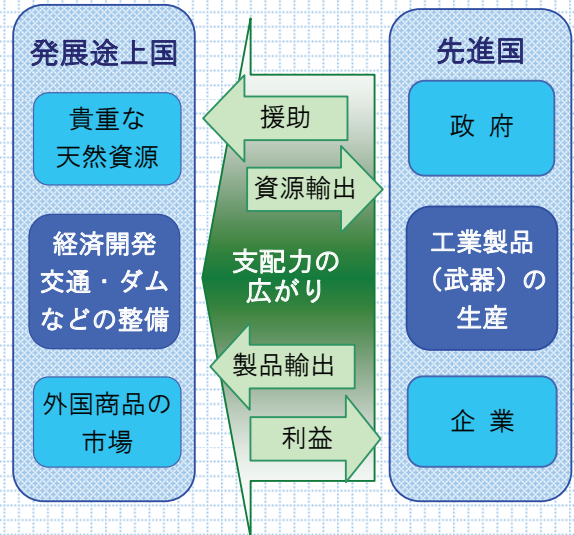 発展途上国
貴重な
天然資源
経済開発
交通・ダム
などの整備
外国商品の
市場
援助
資源輸出
支配力の
広がり
製品輸出
利益
先進国
政 府
工業製品
（武器）の
生産
企 業